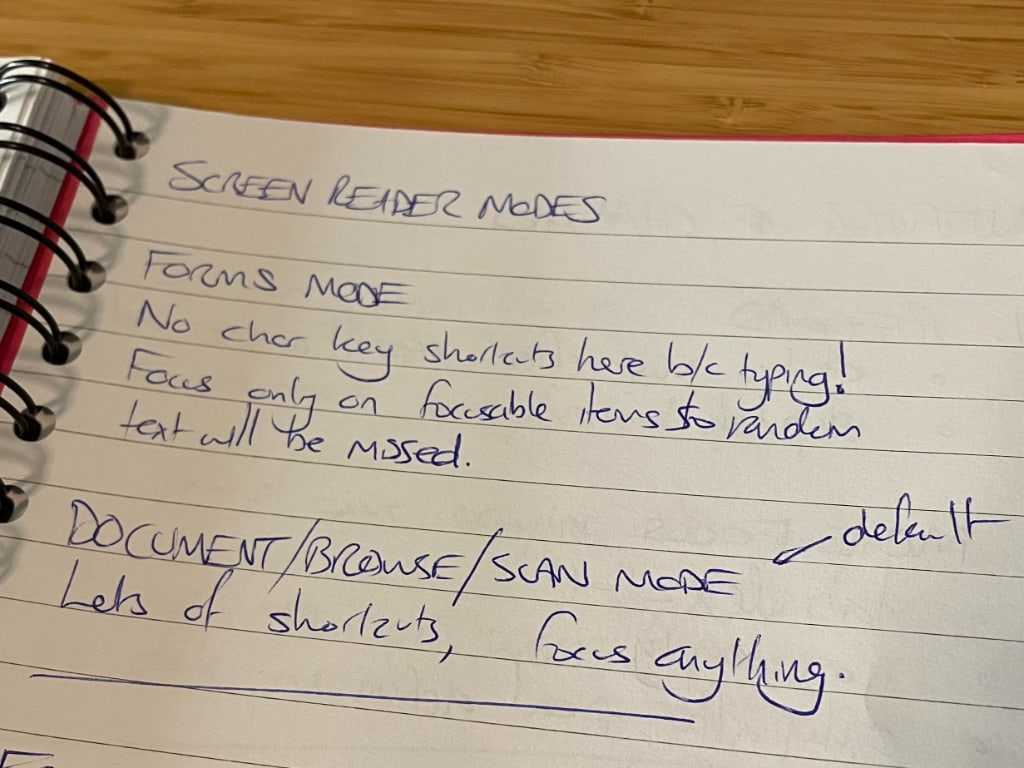 SCREEN READER MODES
FORMS MODE
No char key shortcuts here b/c typing!
Focus only on focusable items so random
text will be missed.
default
DOCUMENT/BROWSE/SCAN MODE
Lots of shortcuts, focus anything.